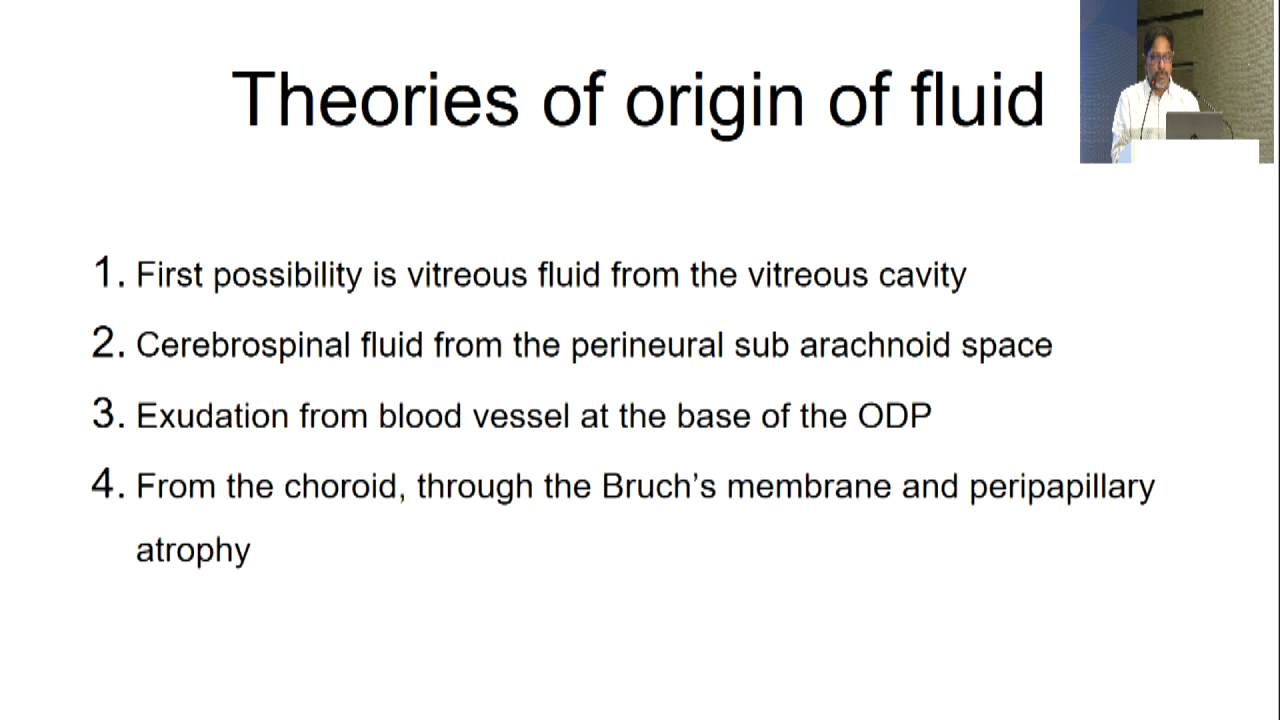 Theories of origin of fluid
1. First possibility is vitreous fluid from the vitreous cavity
2. Cerebrospinal fluid from the perineural sub arachnoid space
3. Exudation from blood vessel at the base of the ODP
4. From the choroid, through the Bruch’s membrane and peripapillary
atrophy